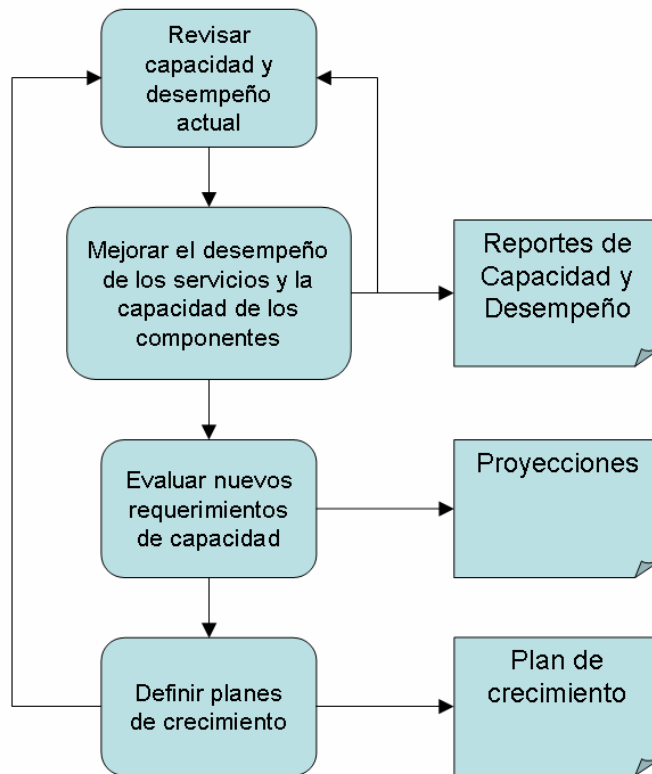 Revisar
capacidad y
desempeño
actual
Mejorar el desempeño
de los servicios y la
capacidad de los
componentes
Reportes de
Capacidad y
Desempeño
Evaluar nuevos
requerimientos
de capacidad
Proyecciones
Definir planes
de crecimiento
Plan de
crecimiento